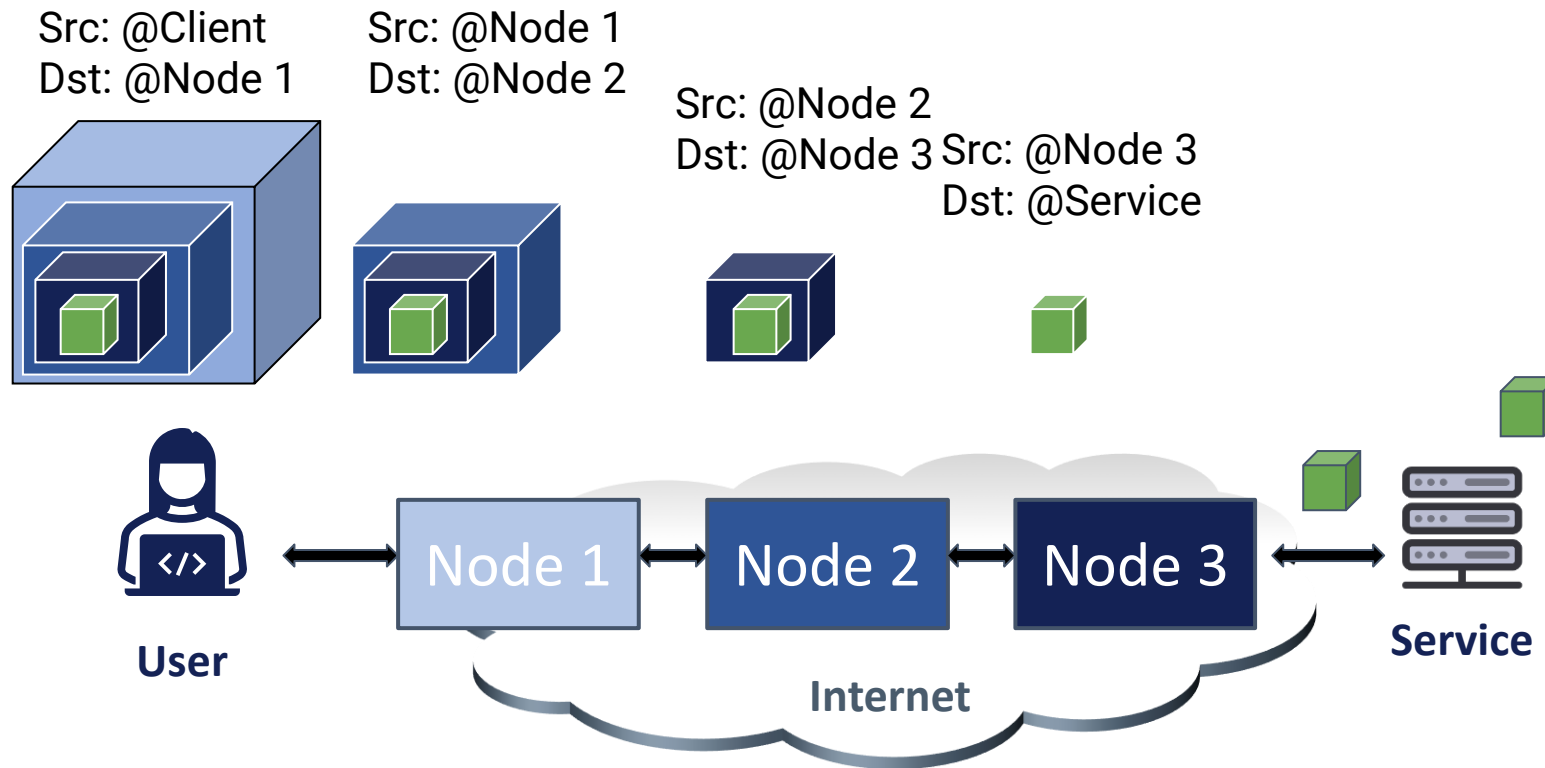 Src: @Client
Dst: @Node 1
Src: @Node 1
Dst: @Node 2
Src: @Node 2
Dst: @Node 3
Src: @Node 3
Dst: @Service
</>
Node 1
Node 2
Node 3
User
Internet
Service